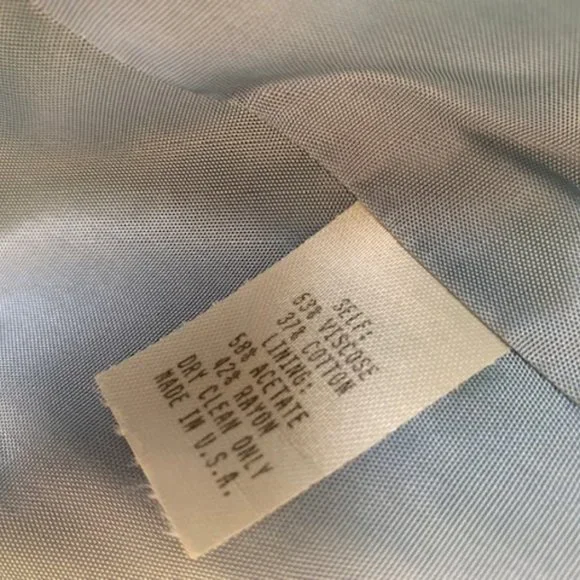 SELF:
63% VISCOSE
37% COTTON
LINING:
58% ACETATE
42% RAYON
DRY CLEAN ONLY
MADE IN U.S.A.